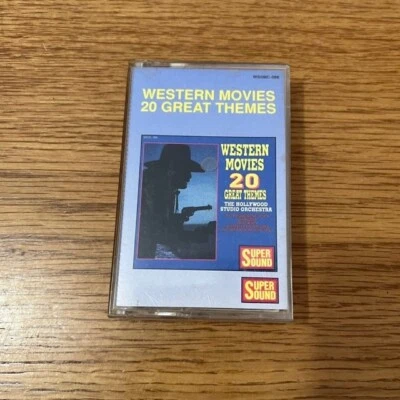 WESTERN MOVIES
20 GREAT THEMES
WESTERN
MOVIES
20
GREAT THEMES
THE HOLLYWOOD
STUDIO ORCHESTRA
SUPER
SOUND
SUPER
SOUND